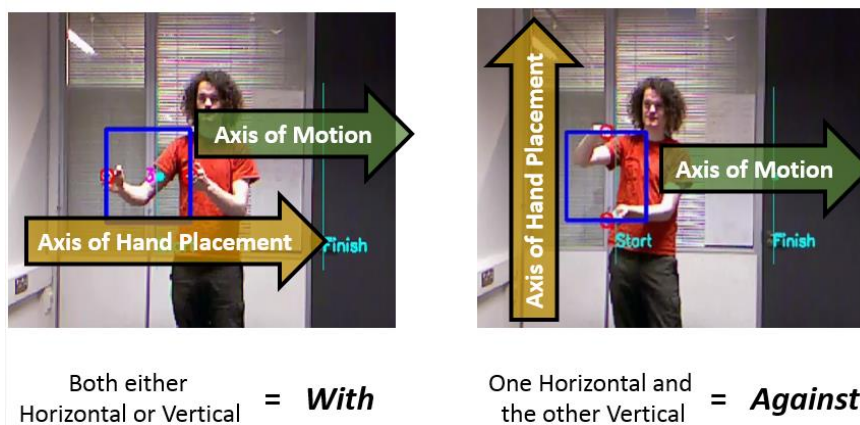 Axis of Motion
3
Axis of Hand Placement
Finish
Axis of Hand Placement
Axis of Motion
Start
Finish
Both either
Horizontal or Vertical
= With
One Horizontal and
the other Vertical
= Against